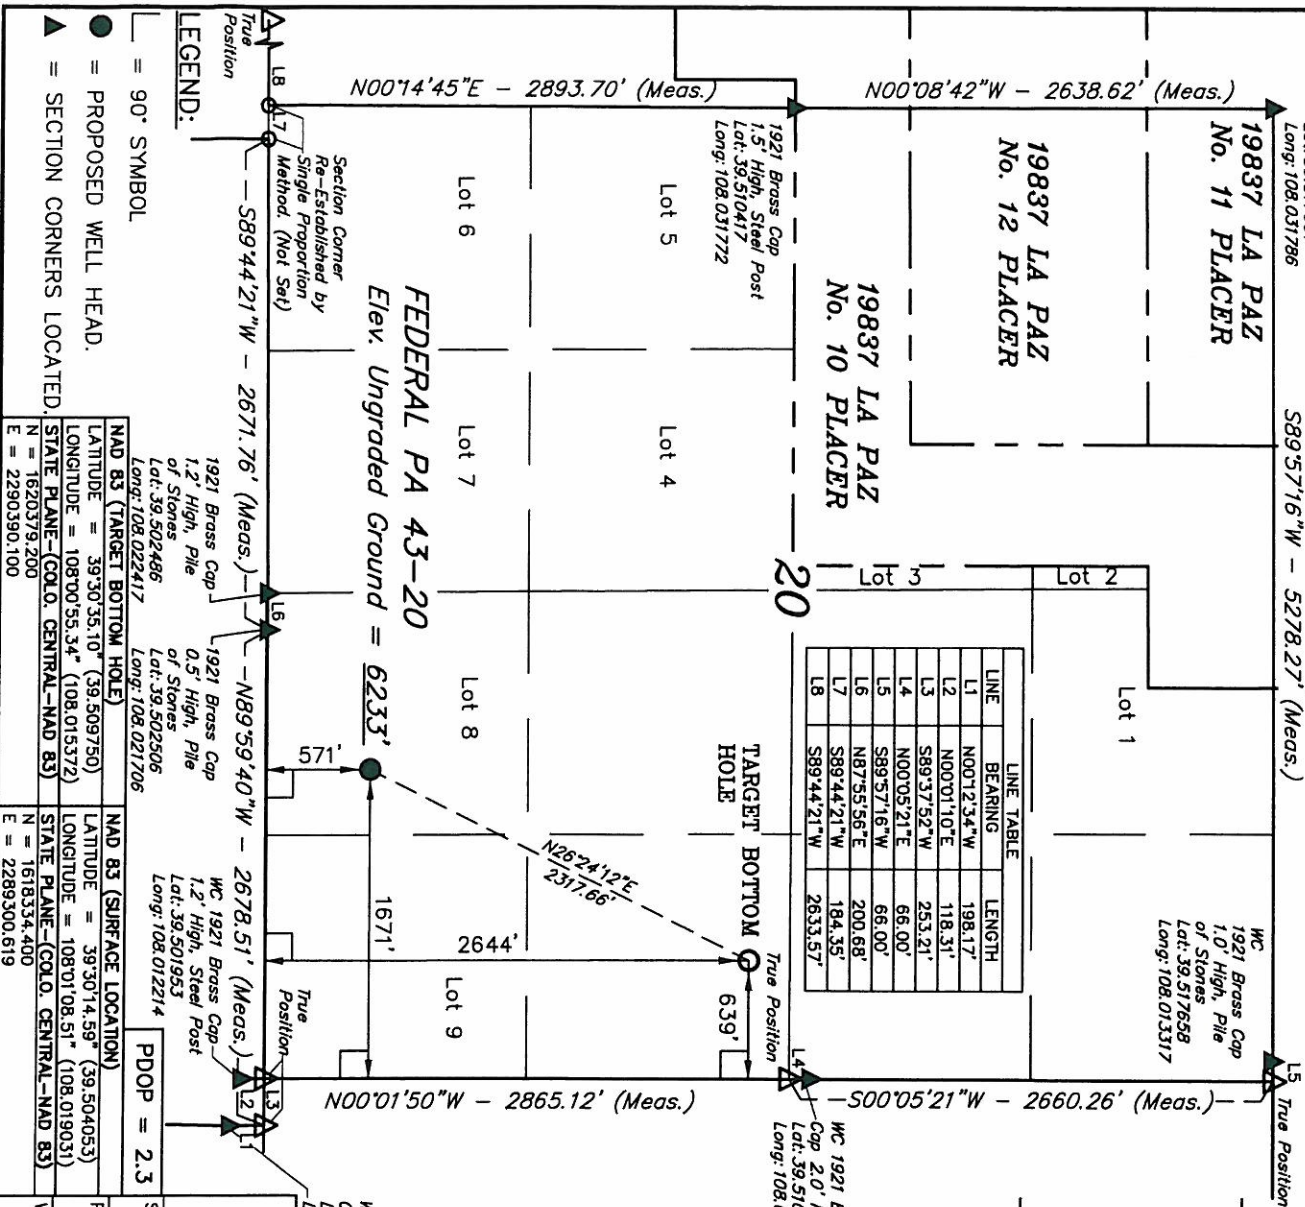 Long: 108.031786
S89°57'16"W - 5278.27' (Meas.)
L5
True Position
19837 LA PAZ
No. 11 PLACER
19837 LA PAZ
No. 12 PLACER
19837 LA PAZ
No. 10 PLACER
N00°08'42"W - 2638.62' (Meas.)
N00°14'45"E - 2893.70' (Meas.)
1921 Brass Cap
1.5' High, Steel Post
Lat: 39.510417
Long: 108.031772
Lot 1
Lot 2
Lot 3
20
WC
1921 Brass Cap
1.0' High, Pile
of Stones
Lat: 39.517658
Long: 108.013317
LINE TABLE
LINE BEARING LENGTH
L1 N00°12'34"W 198.17'
L2 N00°01'10"E 118.31'
L3 S89°37'52"W 253.21'
L4 N00°05'21"E 66.00'
L5 S89°57'16"W 66.00'
L6 N87°55'56"E 200.68'
L7 S89°44'21"W 184.35'
L8 S89°44'21"W 2633.57'
S00°05'21"W - 2660.26' (Meas.)
L4
True Position
WC 1921
Cap 2.0'
Long: 108.
Lot 5
Lot 4
TARGET BOTTOM
HOLE
639'
Lot 6
Lot 7
Lot 8
Lot 9
N26°24'12"E
2317.66'
2644'
N00°01'50"W - 2865.12' (Meas.)
FEDERAL PA 43-20
Elev. Ungraded Ground = 6233'
571'
1671'
Section Corner
Re-Established by
Single Proportion
Method. (Not Set)
True
Position
L8
L7
S89°44'21"W - 2671.76' (Meas.)
L6
N89°59'40"W - 2678.51' (Meas.)
True
Position
L3
L2
L1
1921 Brass Cap
1.2' High, Pile
of Stones
Lat: 39.502486
Long: 108.022417
1921 Brass Cap
0.5' High, Pile
of Stones
Lat: 39.502506
Long: 108.021706
WC 1921 Brass Cap
1.2' High, Steel Post
Lat: 39.501953
Long: 108.012214
PDOP = 2.3
LEGEND:
= 90° SYMBOL
= PROPOSED WELL HEAD.
= SECTION CORNERS LOCATED.
NAD 83 (TARGET BOTTOM HOLE)
LATITUDE = 39°30'35.10" (39.509750)
LONGITUDE = 108°00'55.34" (108.015372)
STATE PLANE-(COLO. CENTRAL-NAD 83)
N = 1620379.200
E = 2290390.100
NAD 83 (SURFACE LOCATION)
LATITUDE = 39°30'14.59" (39.504053)
LONGITUDE = 108°01'08.51" (108.019031)
STATE PLANE-(COLO. CENTRAL-NAD 83)
N = 1618334.400
E = 2289300.619